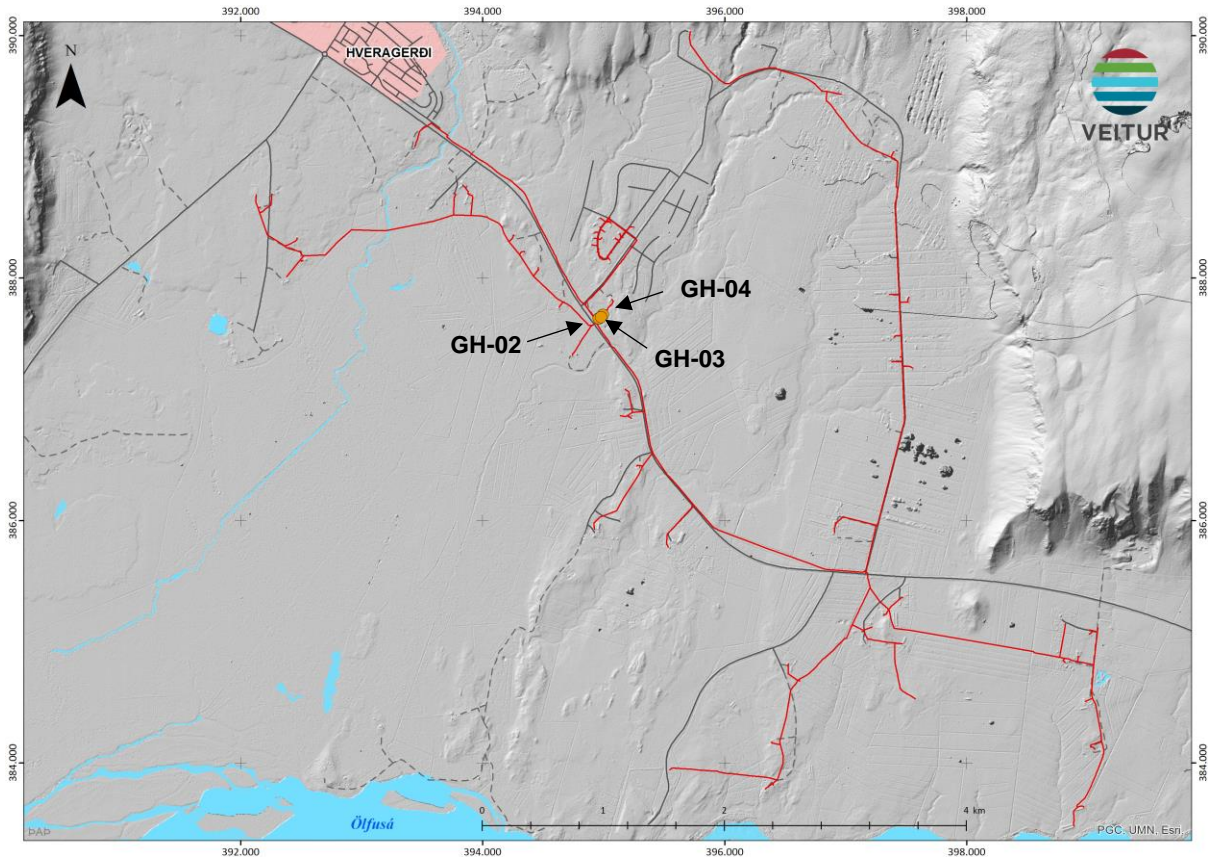 392.000 394.000 396.000 398.000
390.000 390.000
N
HVERAGERÐI
VEITUR
388.000 388.000
GH-04
GH-02
GH-03
386.000 386.000
384.000 384.000
0 1 2 4 km
Ölfusá
ÞAÞ
PGC, UMN, Esri,
392.000 394.000 396.000 398.000